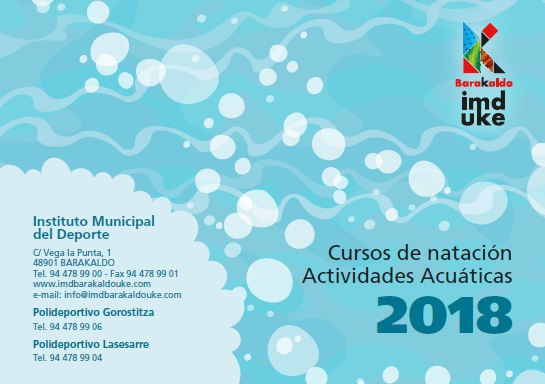 Barakaldo
imd
uke
Instituto Municipal
del Deporte
C/ Vega la Punta, 1
48901 BARAKALDO
Tel. 94 478 99 00 - Fax 94 478 99 01
www.imdbarakaldouke.com
e-mail: info@imdbarakaldouke.com
Polideportivo Gorostitza
Tel. 94 478 99 06
Polideportivo Lasesarre
Tel. 94 478 99 04
Cursos de natación
Actividades Acuáticas
2018